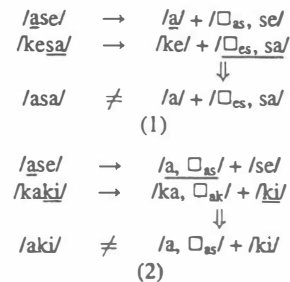 /ase/ → /a/ + /□as, se/
/kesa/ → /ke/ + /□es, sa/
⇓
/asa/ ≠ /a/ + /□es, sa/
(1)
/ase/ → /a, □as/ + /se/
/kaki/ → /ka, □ak/ + /ki/
⇓
/aki/ ≠ /a, □as/ + /ki/
(2)